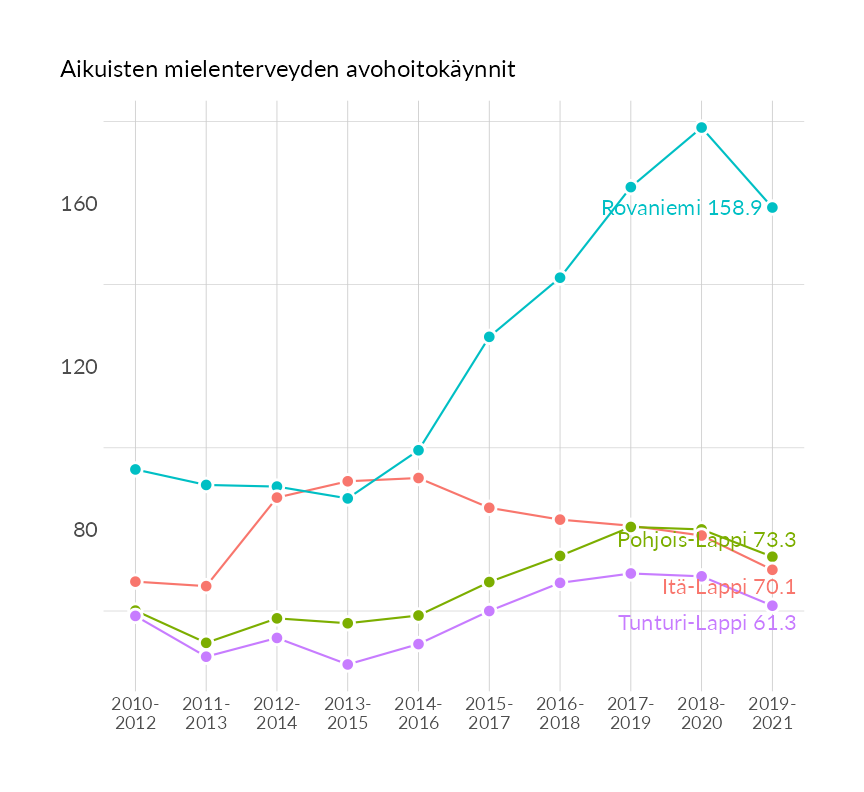 Aikuisten mielenterveyden avohoitokäynnit
160
120
80
Rovaniemi 158.9
Pohjois-Lappi 73.3
Itä-Lappi 70.1
Tunturi-Lappi 61.3
2010- 2011- 2012- 2013- 2014- 2015- 2016- 2017- 2018- 2019-
2012 2013 2014 2015 2016 2017 2018 2019 2020 2021